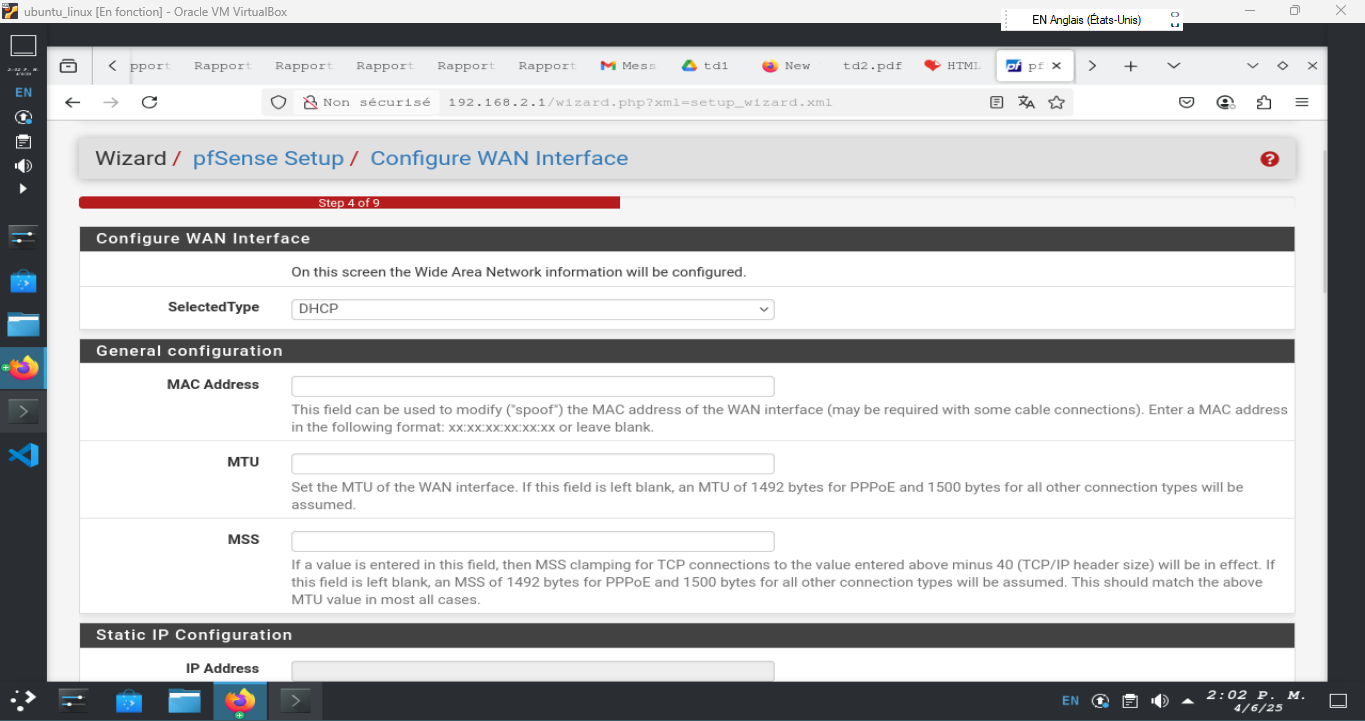 ubuntu_linux [En fonction] - Oracle VM VirtualBox
EN Anglais (États-Unis)
pport Rapport Rapport Rapport Rapport Rapport Mess td1 New td2.pdf HTML pf
EN
Non sécurisé 192.168.2.1/wizard.php?xml=setup_wizard.xml
Wizard / pfSense Setup / Configure WAN Interface
Step 4 of 9
Configure WAN Interface
On this screen the Wide Area Network information will be configured.
SelectedType DHCP
General configuration
MAC Address
This field can be used to modify ("spoof") the MAC address of the WAN interface (may be required with some cable connections). Enter a MAC address
in the following format: xx:xx:xx:xx:xx:xx or leave blank.
MTU
Set the MTU of the WAN interface. If this field is left blank, an MTU of 1492 bytes for PPPoE and 1500 bytes for all other connection types will be
assumed.
MSS
If a value is entered in this field, then MSS clamping for TCP connections to the value entered above minus 40 (TCP/IP header size) will be in effect. If
this field is left blank, an MSS of 1492 bytes for PPPoE and 1500 bytes for all other connection types will be assumed. This should match the above
MTU value in most all cases.
Static IP Configuration
IP Address
EN 2:02 P. M.
4/6/25